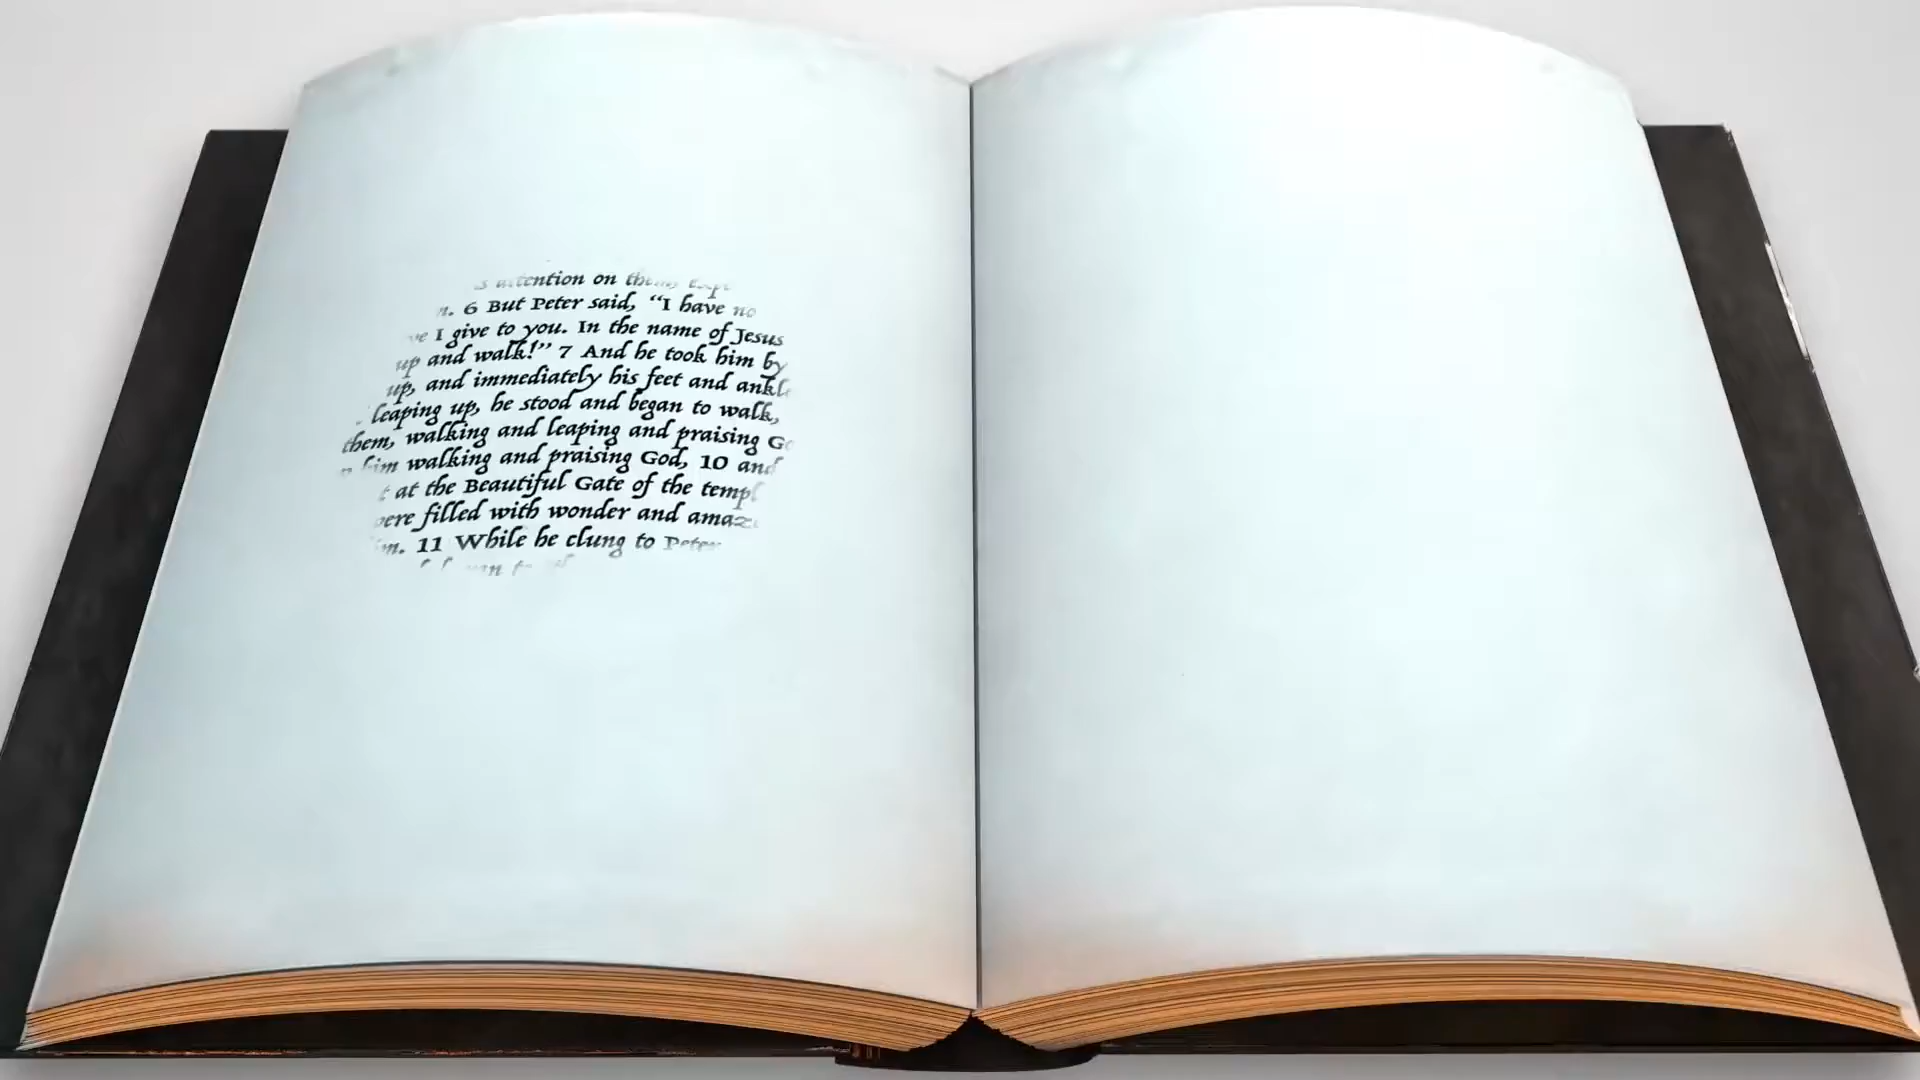 attention on
6 But Peter said, “I have no
I give to you. In the name of Jesus
up and walk!” 7 And he took him by
up, and immediately his feet and
leaping up, he stood and began to walk,
them, walking and leaping and praising
him walking and praising God, 10 and
at the Beautiful Gate of the
filled with wonder and
11 While he clung to Peter